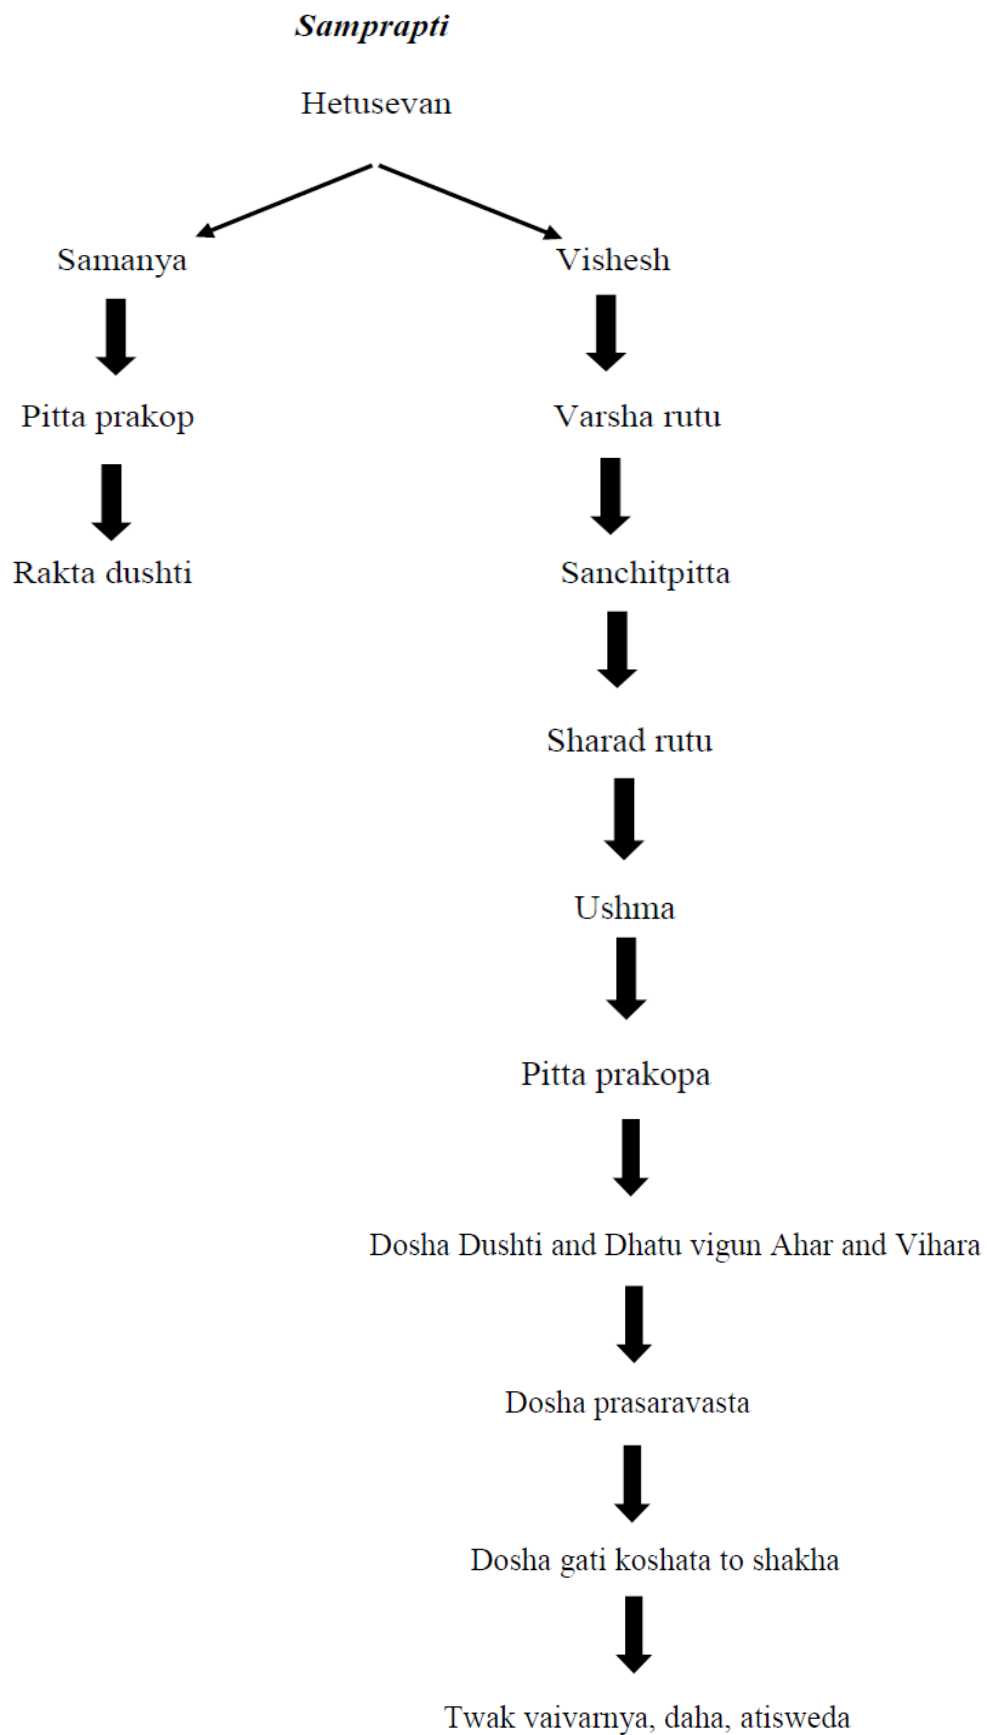 Samprapti
Hetusevan
Samanya
Vishesh
Pitta prakop
Varsha rutu
Rakta dushti
Sanchitpitta
Sharad rutu
Ushma
Pitta prakopa
Dosha Dushti and Dhatu vigun Ahar and Vihara
Dosha prasaravasta
Dosha gati koshata to shakha
Twak vaivarnya, daha, atisweda